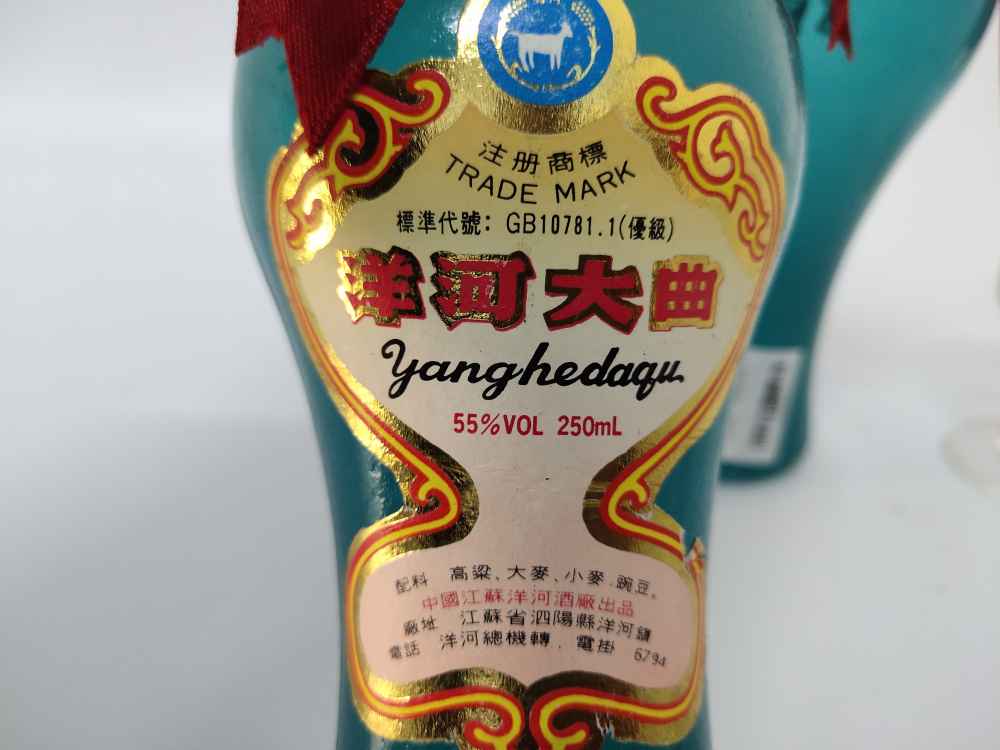 注册商標
TRADE MARK
標準代號: GB10781.1(優級)
洋河大曲
Yanghedaqu
55%VOL 250mL
配料 高粱、大麥、小麥、豌豆。
中國江蘇洋河酒廠出品
廠址 江蘇省泗陽縣洋河鎮
電話 洋河總機轉. 電掛 6794